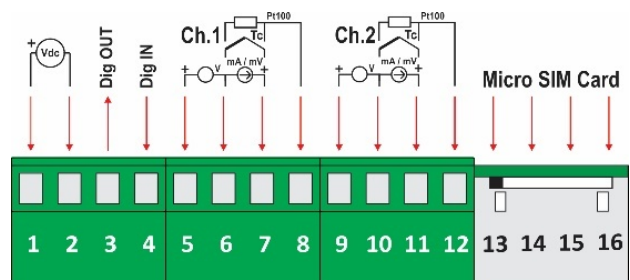 Pt100
Ch.1
Tc
mA / mV
+ V +
Pt100
Ch.2
Tc
mA / mV
+ V +
+
Vdc
Dig OUT
Dig IN
Micro SIM Card
1 2 3 4 5 6 7 8 9 10 11 12 13 14 15 16